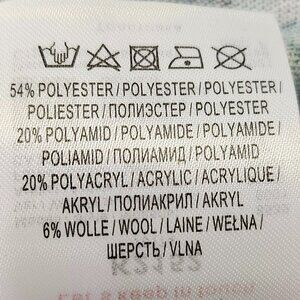 54% POLYESTER / POLYESTER / POLYESTER /
POLIESTER / ПОЛИЭСТЕР / POLYESTER
20% POLYAMID / POLYAMIDE / POLYAMIDE /
POLIAMID / ПОЛИАМИД / POLYAMID
20% POLYACRYL / ACRYLIC / ACRYLIQUE /
AKRYL / ПОЛИАКРИЛ / AKRYL
6% WOLLE / WOOL / LAINE / WEŁNA /
ШЕРСТЬ / VLNA